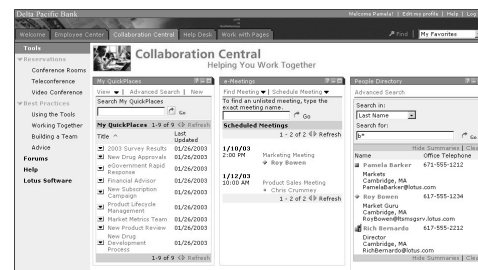 Delta Pacific Bank
Welcome Pamela! | Edit my profile | Help | Log
Welcome | Employee Center | Collaboration Central | Help Desk | Work with Pages
Find
My Favorites
Tools
Reservations
Conference Rooms
Teleconference
Video Conference
Best Practices
Using the Tools
Working Together
Building a Team
Advice
Forums
Help
Lotus Software
Collaboration Central
Helping You Work Together
My QuickPlaces
View | Advanced Search | New
Search My QuickPlaces
Go
My QuickPlaces 1-9 of 9 Refresh
Title Last Updated
2003 Survey Results 01/26/2003
New Drug Approvals 01/26/2003
eGovernment Rapid Response 01/26/2003
Financial Advisor 01/26/2003
New Subscription Campaign 01/26/2003
Product Lifecycle Management 01/26/2003
Market Metrics Team 01/26/2003
New Product Review 01/26/2003
New Drug Development Process 01/26/2003
1-9 of 9 Refresh
e-Meetings
Find Meeting | Schedule Meeting
To find an unlisted meeting, type the
exact meeting name..
Go
Scheduled Meetings
1 - 2 of 2 Refresh
1/10/03
2:00 PM Marketing Meeting
Roy Bowen
1/12/03
10:00 AM Product Sales Meeting
Chris Crummey
1 - 2 of 2 Refresh
People Directory
Advanced Search
Search in:
Last Name
Search for:
b*
Go
Hide Summaries | Clea
Name Office Telephone
Pamela Barker 671-555-1212
Markets
Cambridge, MA
PamelaBarker@lotus.com
Roy Bowen 617-555-1234
Market Guru
Cambridge, MA
RoyBowen@ltsmsgsrv.lotus.com
Rich Bernardo 617-555-2212
Director
Cambridge, MA
RichBernardo@lotus.com
Hide Summaries | Clea